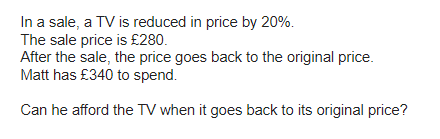 In a sale, a TV is reduced in price by 20%.
The sale price is £280.
After the sale, the price goes back to the original price.
Matt has £340 to spend.
Can he afford the TV when it goes back to its original price?